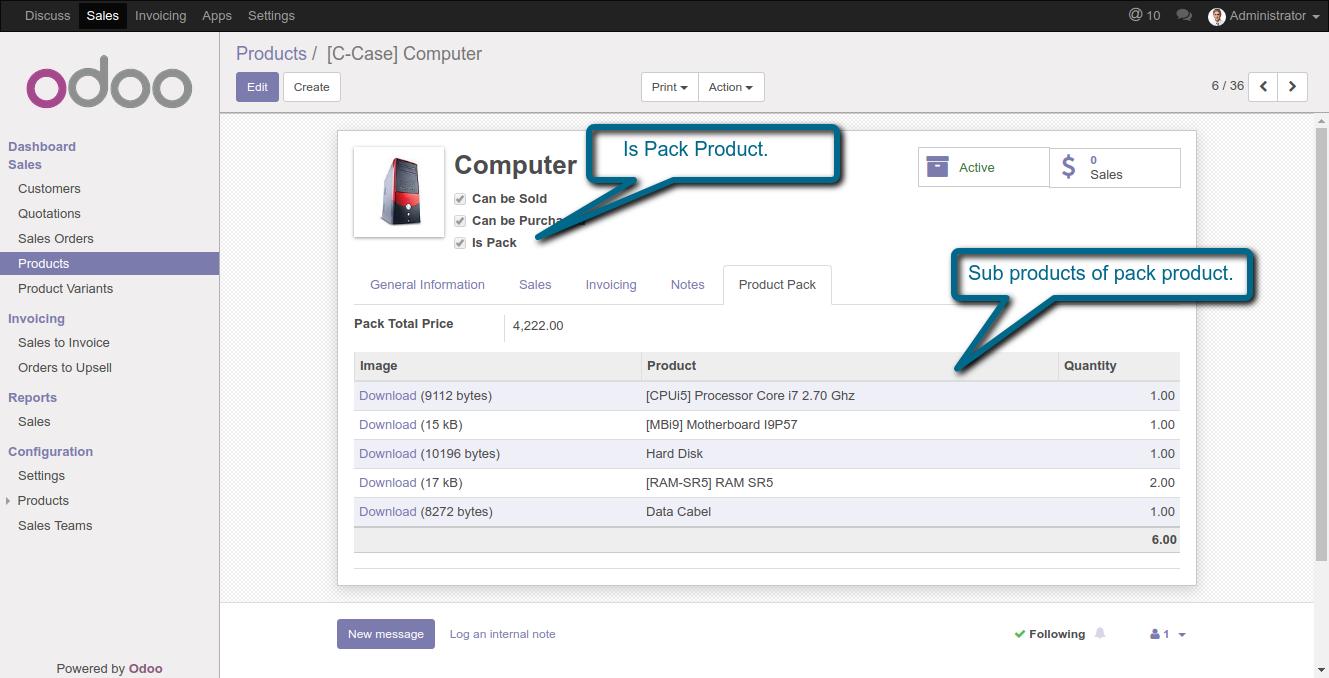 Discuss Sales Invoicing Apps Settings @ 10 Administrator
odoo
Products / [C-Case] Computer
Edit Create Print Action 6 / 36
Dashboard
Sales
Customers
Quotations
Sales Orders
Products
Product Variants
Invoicing
Sales to Invoice
Orders to Upsell
Reports
Sales
Configuration
Settings
Products
Sales Teams
Powered by Odoo
Computer
Is Pack Product.
Active
$ 0
Sales
Can be Sold
Can be Purcha
Is Pack
Sub products of pack product.
General Information Sales Invoicing Notes Product Pack
Pack Total Price 4,222.00
Image Product Quantity
Download (9112 bytes) [CPUi5] Processor Core i7 2.70 Ghz 1.00
Download (15 kB) [MBi9] Motherboard I9P57 1.00
Download (10196 bytes) Hard Disk 1.00
Download (17 kB) [RAM-SR5] RAM SR5 2.00
Download (8272 bytes) Data Cabel 1.00
6.00
New message Log an internal note Following 1